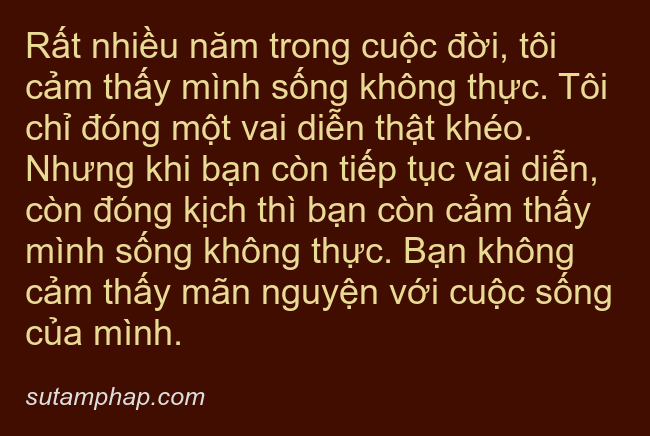 Rất nhiều năm trong cuộc đời, tôi
cảm thấy mình sống không thực. Tôi
chỉ đóng một vai diễn thật khéo.
Nhưng khi bạn còn tiếp tục vai diễn,
còn đóng kịch thì bạn còn cảm thấy
mình sống không thực. Bạn không
cảm thấy mãn nguyện với cuộc sống
của mình.
sutamphap.com